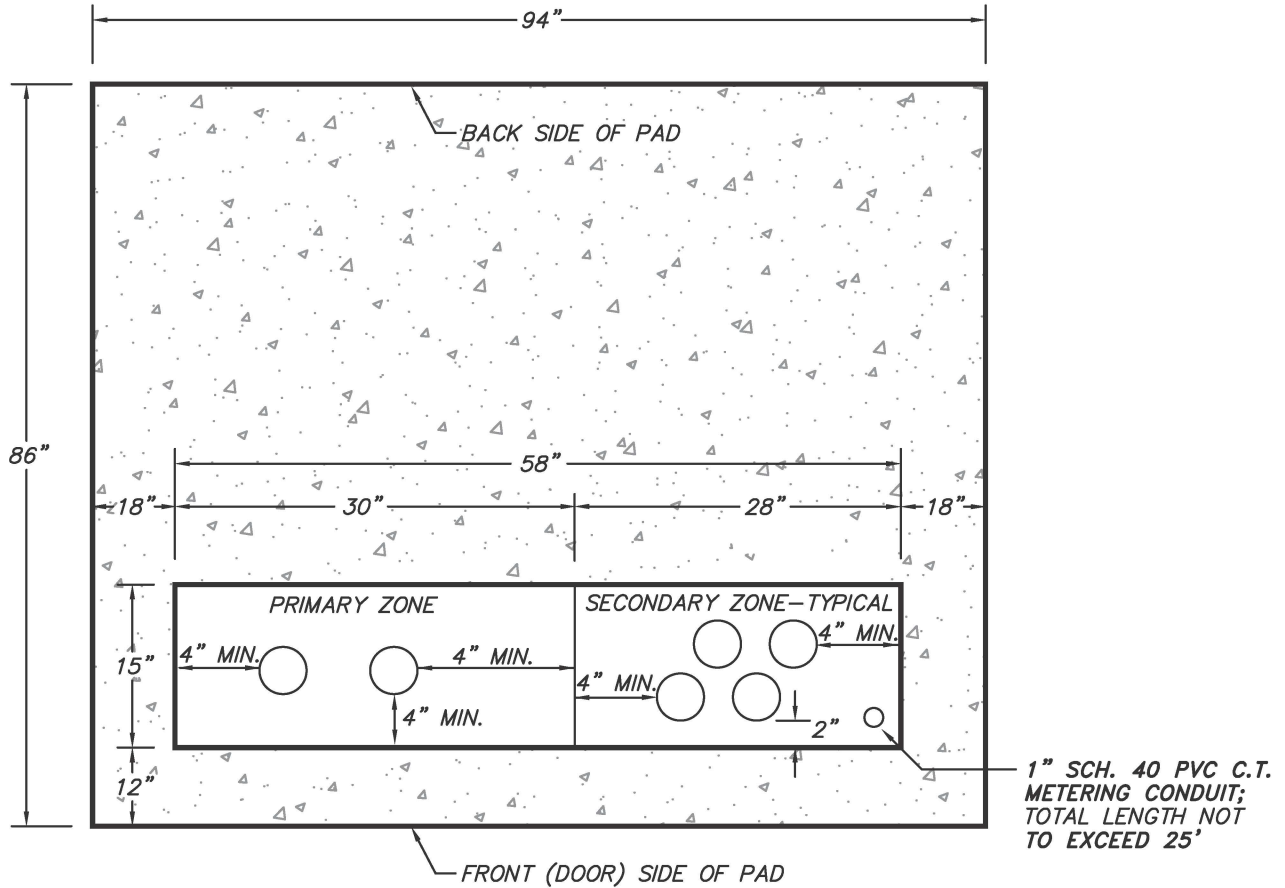 94”
BACK SIDE OF PAD
86”
58”
18” 30” 28” 18”
PRIMARY ZONE
SECONDARY ZONE–TYPICAL
4” MIN.
4” MIN.
4” MIN.
15”
4” MIN.
4” MIN.
2”
12”
1” SCH. 40 PVC C.T.
METERING CONDUIT;
TOTAL LENGTH NOT
TO EXCEED 25’
FRONT (DOOR) SIDE OF PAD